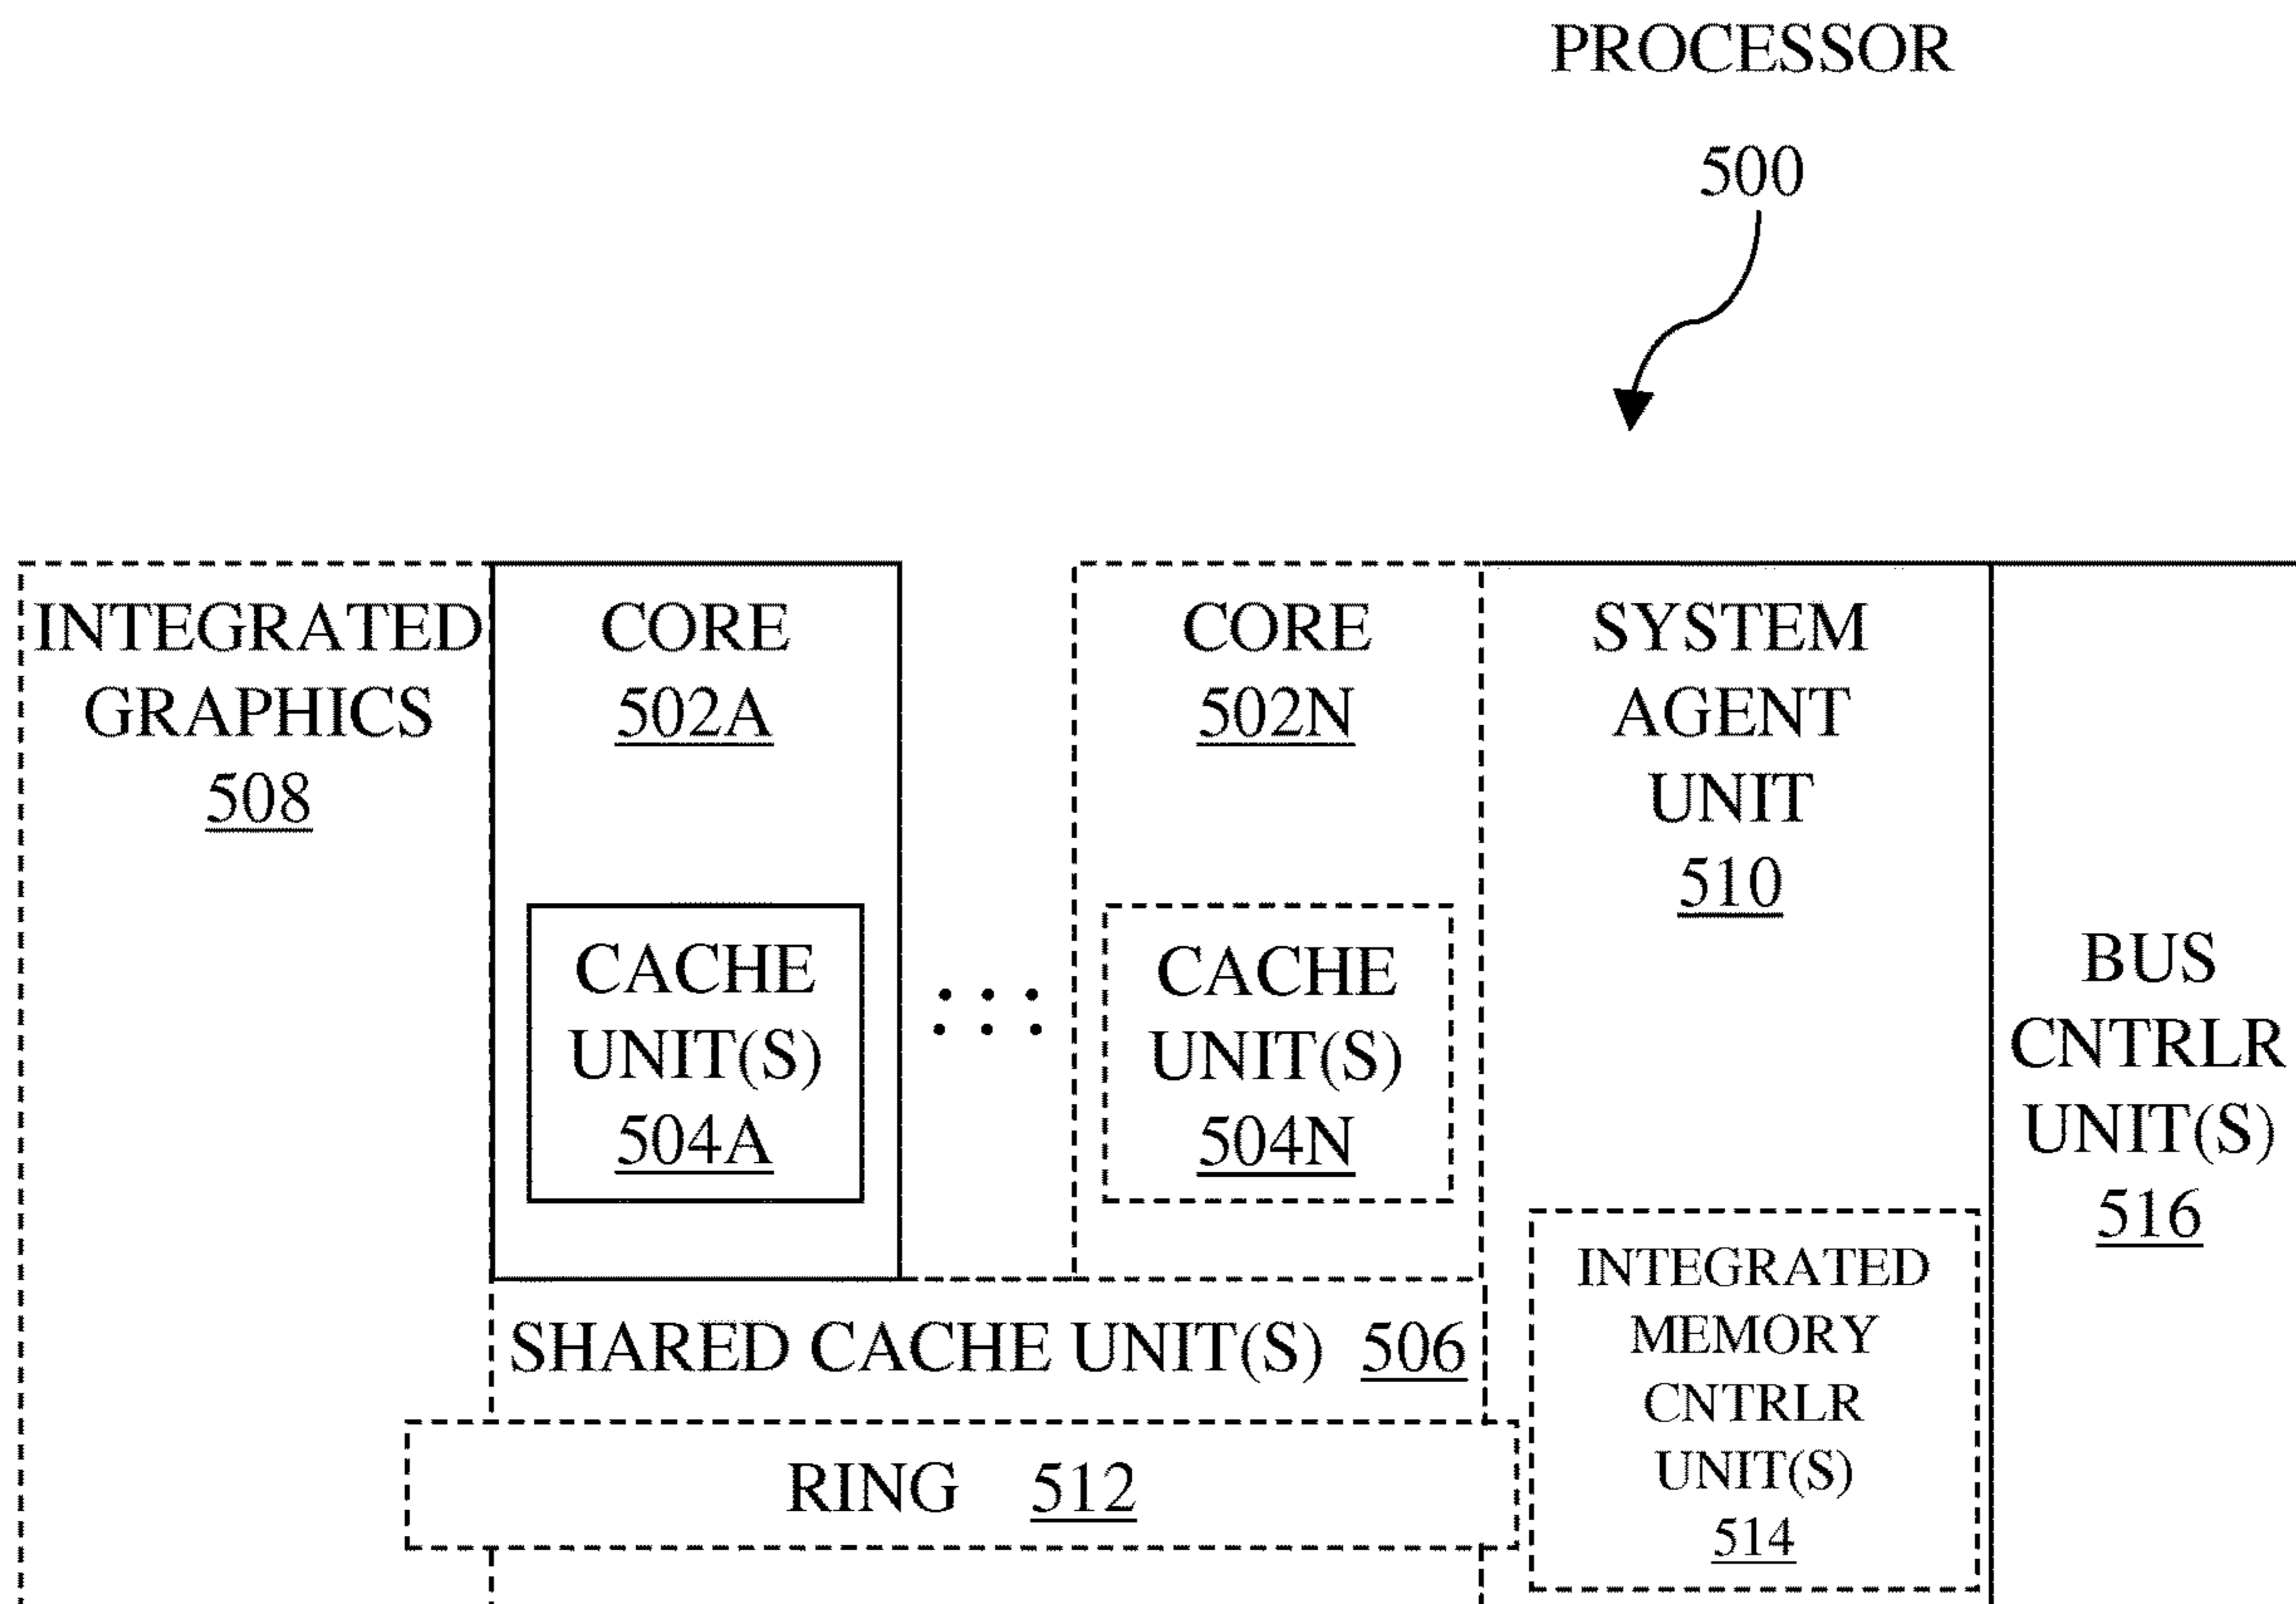 PROCESSOR
500
INTEGRATED
GRAPHICS
508
CORE
502A
CACHE
UNIT(S)
504A
CORE
502N
CACHE
UNIT(S)
504N
SYSTEM
AGENT
UNIT
510
BUS
CNTRLR
UNIT(S)
516
INTEGRATED
MEMORY
CNTRLR
UNIT(S)
514
SHARED CACHE UNIT(S) 506
RING 512